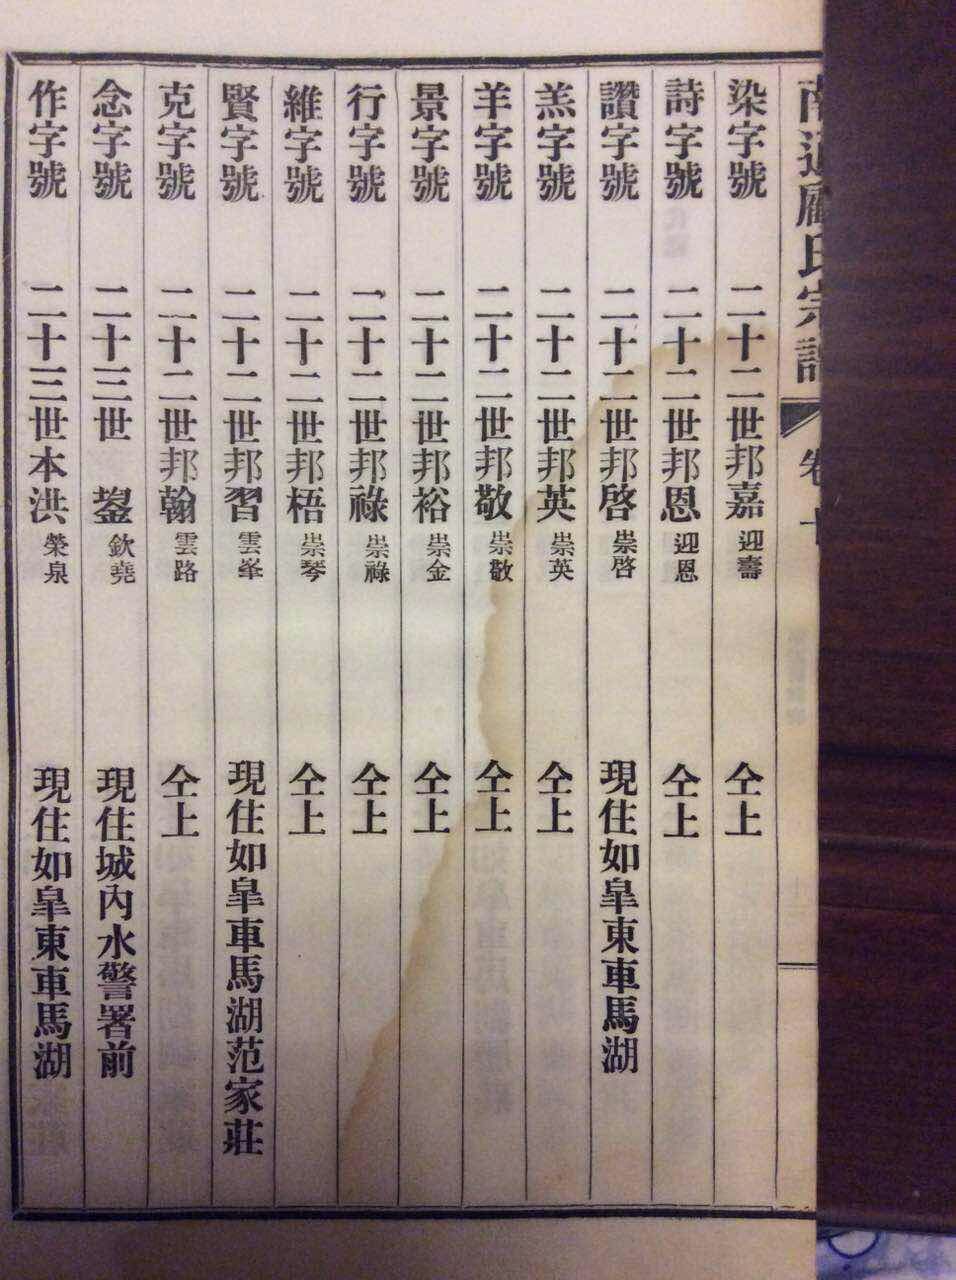 南通顧氏宗譜 卷十
染字號 二十二世邦嘉 迎壽 仝上
詩字號 二十二世邦恩 迎恩 仝上
讚字號 二十二世邦啓 崇啓 現住如皐東車馬湖
羔字號 二十二世邦英 崇英 仝上
羊字號 二十二世邦敬 崇敬 仝上
景字號 二十二世邦裕 崇金 仝上
行字號 二十二世邦祿 崇祿 仝上
維字號 二十二世邦梧 崇琴 仝上
賢字號 二十二世邦習 雲峯 現住如皐車馬湖范家莊
克字號 二十二世邦翰 雲路 仝上
念字號 二十三世 鋆 欽堯 現住城內水警署前
作字號 二十三世本洪 榮泉 現住如皐東車馬湖